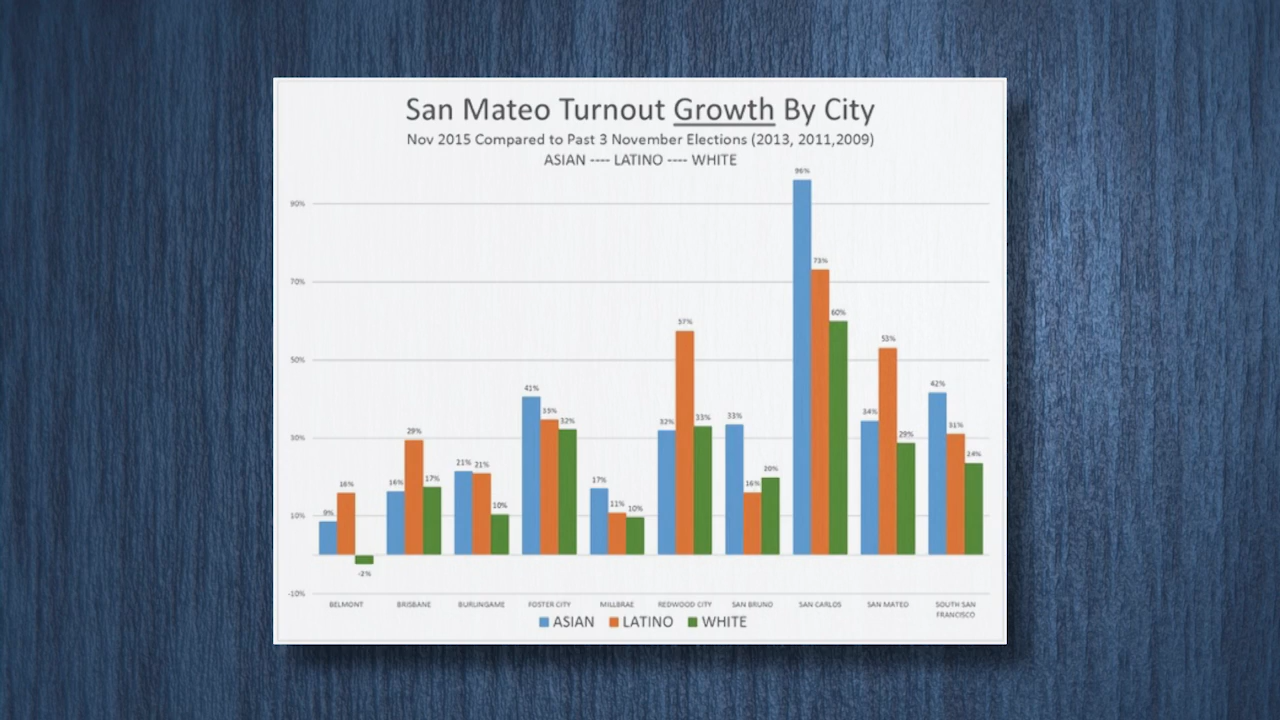 San Mateo Turnout Growth By City
Nov 2015 Compared to Past 3 November Elections (2013, 2011,2009)
ASIAN ---- LATINO ---- WHITE
90%
70%
50%
30%
10%
-10%
9% 16% -2%
16% 29% 17%
21% 21% 10%
41% 35% 32%
17% 11% 10%
32% 57% 33%
33% 16% 20%
96% 73% 60%
34% 53% 29%
42% 31% 24%
BELMONT BRISBANE BURLINGAME FOSTER CITY MILLBRAE REDWOOD CITY SAN BRUNO SAN CARLOS SAN MATEO SOUTH SAN
FRANCISCO
ASIAN LATINO WHITE